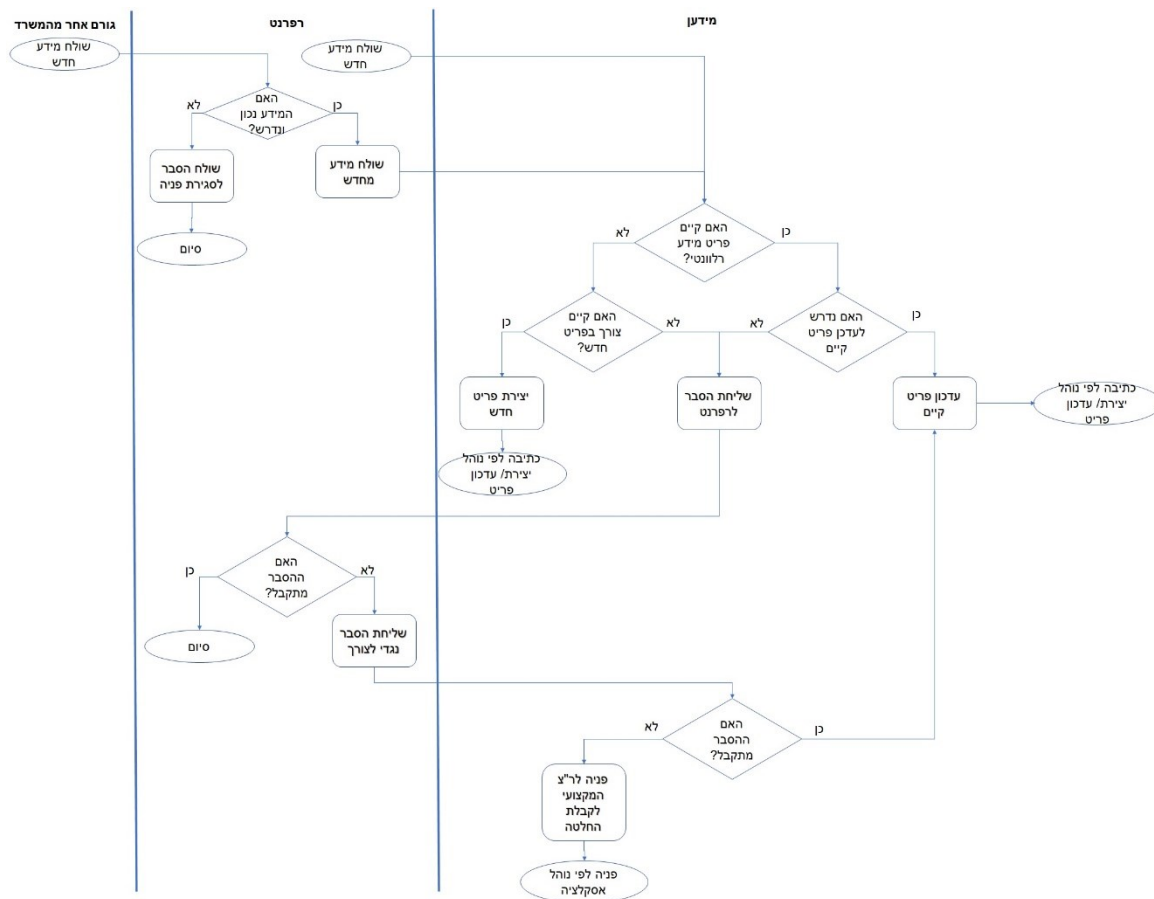 מידען
רפרנט
גורם אחר מהמשרד
שולח מידע
חדש
שולח מידע
חדש
האם
המידע נכון
ונדרש?
כן
לא
שולח מידע
מחדש
שולח הסבר
לסגירת פניה
סיום
האם קיים
פריט מידע
רלוונטי?
כן
לא
האם נדרש
לעדכן פריט
קיים
כן
לא
האם קיים
צורך בפריט
חדש?
לא
כן
עדכון פריט
קיים
כתיבה לפי נוהל
יצירת/ עדכון
פריט
שליחת הסבר
לרפרנט
יצירת פריט
חדש
כתיבה לפי נוהל
יצירת/ עדכון
פריט
האם
ההסבר
מתקבל?
לא
כן
שליחת הסבר
נגדי לצורך
סיום
האם
ההסבר
מתקבל?
כן
לא
פניה לר"צ
המקצועי
לקבלת
החלטה
פניה לפי נוהל
אסקלציה